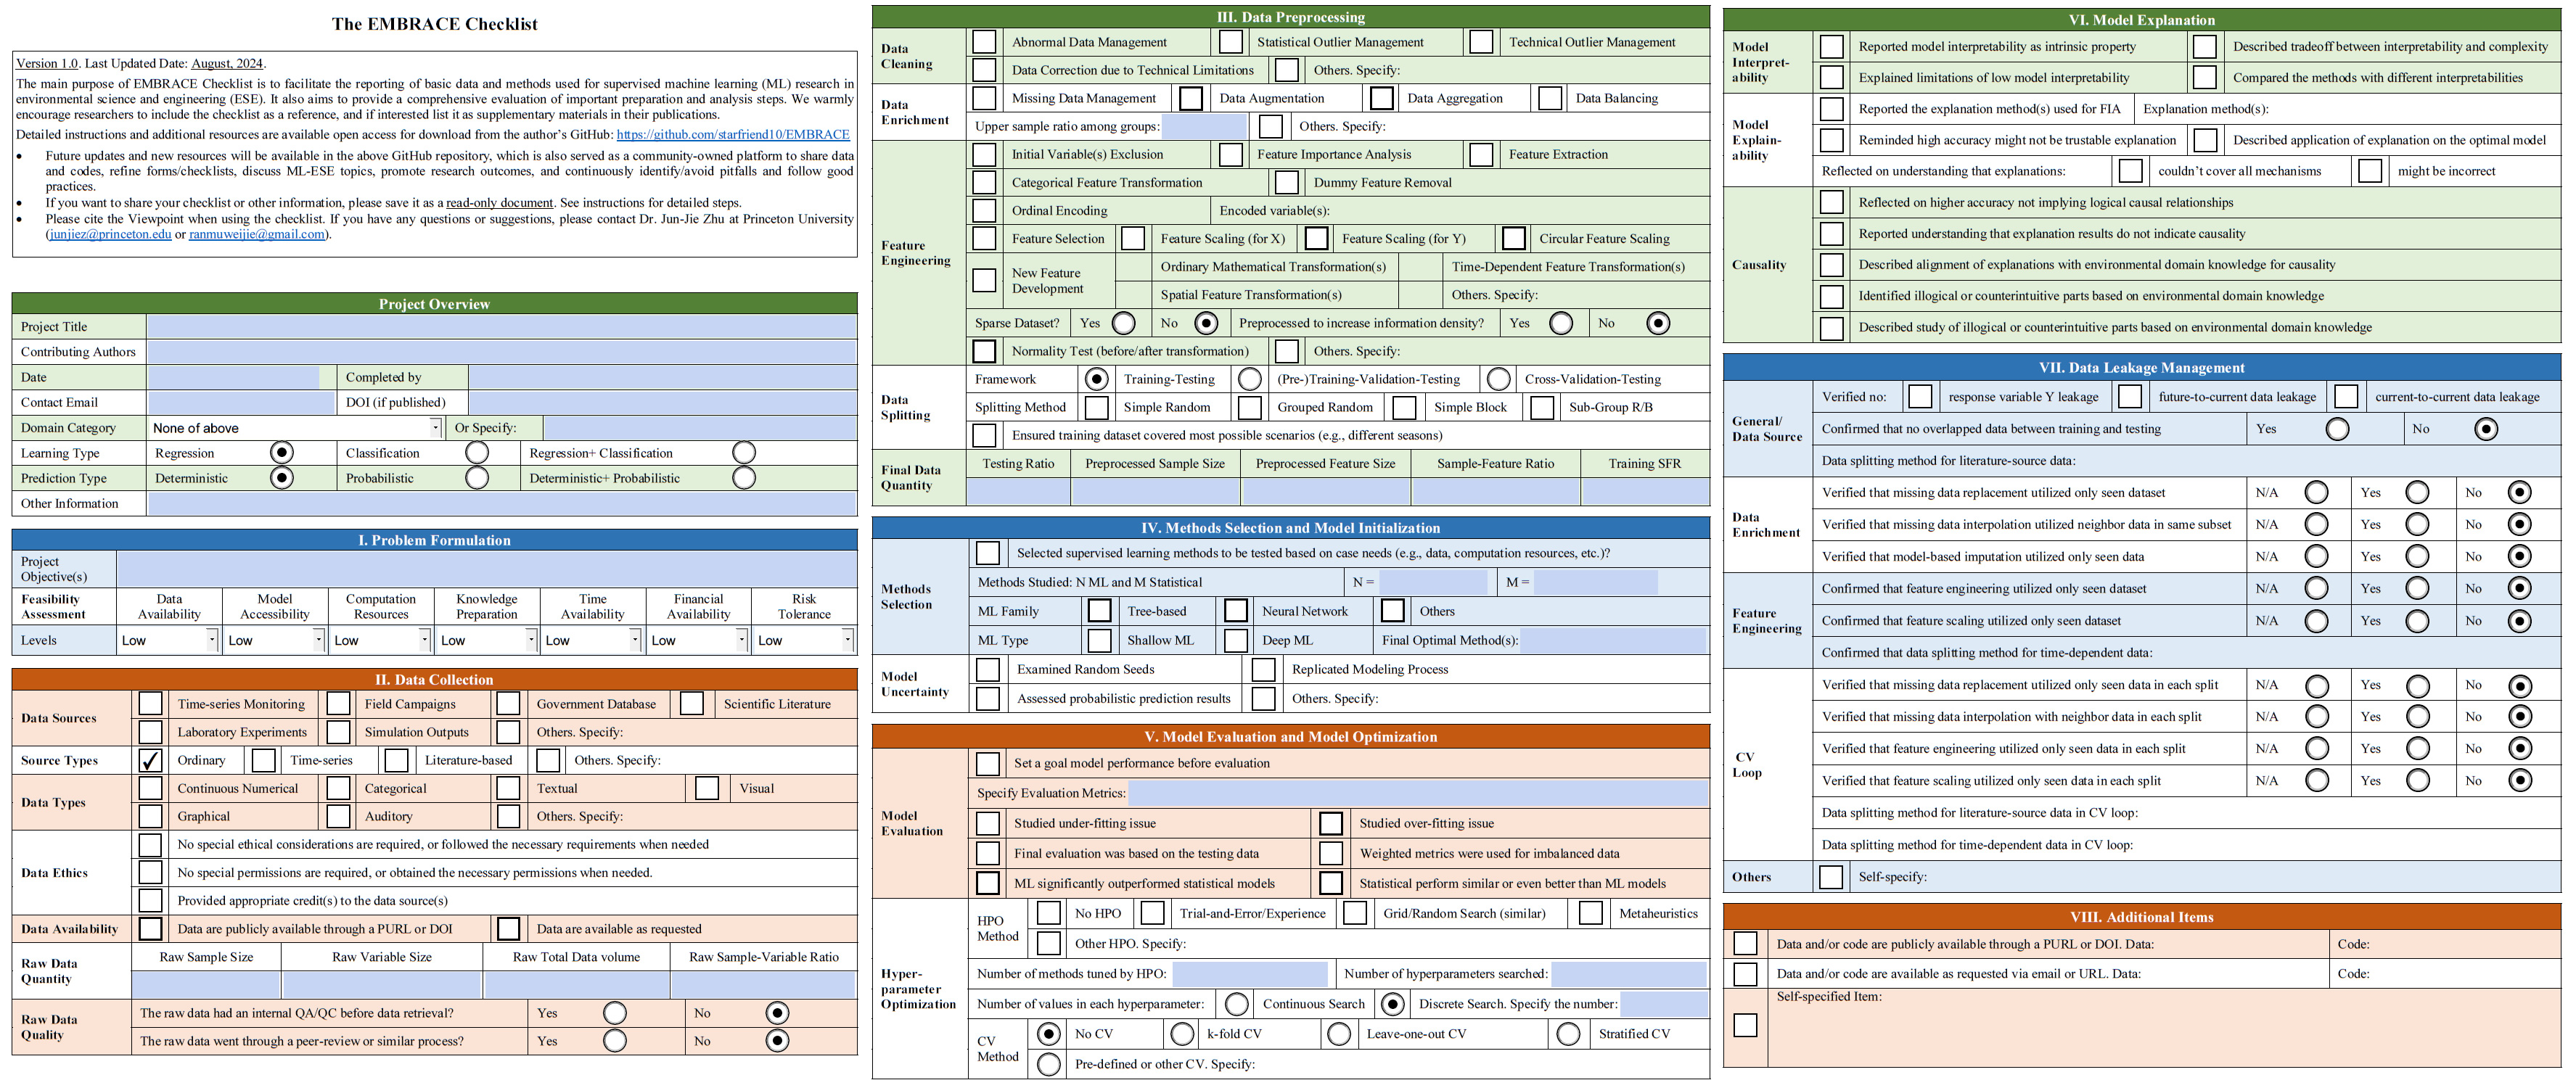 The EMBRACE Checklist
Version 1.0. Last Updated Date: August, 2024.
The main purpose of EMBRACE Checklist is to facilitate the reporting of basic data and methods used for supervised machine learning (ML) research in
environmental science and engineering (ESE). It also aims to provide a comprehensive evaluation of important preparation and analysis steps. We warmly
encourage researchers to include the checklist as a reference, and if interested list it as supplementary materials in their publications.
Detailed instructions and additional resources are available open access for download from the author's GitHub: https://github.com/starfriend10/EMBRACE
• Future updates and new resources will be available in the above GitHub repository, which is also served as a community-owned platform to share data
and codes, refine forms/checklists, discuss ML-ESE topics, promote research outcomes, and continuously identify/avoid pitfalls and follow good
practices.
• If you want to share your checklist or other information, please save it as a read-only document. See instructions for detailed steps.
• Please cite the Viewpoint when using the checklist. If you have any questions or suggestions, please contact Dr. Jun-Jie Zhu at Princeton University
(junjiez@princeton.edu or ranmuweijie@gmail.com).
Project Overview
Project Title
Contributing Authors
Date Completed by
Contact Email DOI (if published)
Domain Category None of above Or Specify:
Learning Type Regression Classification Regression+ Classification
Prediction Type Deterministic Probabilistic Deterministic+ Probabilistic
Other Information
I. Problem Formulation
Project
Objective(s)
Feasibility Data Model Computation Knowledge Time Financial Risk
Assessment Availability Accessibility Resources Preparation Availability Availability Tolerance
Levels Low Low Low Low Low Low Low
II. Data Collection
Data Sources Time-series Monitoring Field Campaigns Government Database Scientific Literature
Laboratory Experiments Simulation Outputs Others. Specify:
Source Types Ordinary Time-series Literature-based Others. Specify:
Data Types Continuous Numerical Categorical Textual Visual
Graphical Auditory Others. Specify:
Data Ethics No special ethical considerations are required, or followed the necessary requirements when needed
No special permissions are required, or obtained the necessary permissions when needed.
Provided appropriate credit(s) to the data source(s)
Data Availability Data are publicly available through a PURL or DOI Data are available as requested
Raw Data Quantity Raw Sample Size Raw Variable Size Raw Total Data volume Raw Sample-Variable Ratio
Raw Data Quality The raw data had an internal QA/QC before data retrieval? Yes No
The raw data went through a peer-review or similar process? Yes No
III. Data Preprocessing
Data Cleaning Abnormal Data Management Statistical Outlier Management Technical Outlier Management
Data Correction due to Technical Limitations Others. Specify:
Data Enrichment Missing Data Management Data Augmentation Data Aggregation Data Balancing
Upper sample ratio among groups: Others. Specify:
Feature Engineering Initial Variable(s) Exclusion Feature Importance Analysis Feature Extraction
Categorical Feature Transformation Dummy Feature Removal
Ordinal Encoding Encoded variable(s):
Feature Selection Feature Scaling (for X) Feature Scaling (for Y) Circular Feature Scaling
New Feature Development Ordinary Mathematical Transformation(s) Time-Dependent Feature Transformation(s)
Spatial Feature Transformation(s) Others. Specify:
Sparse Dataset? Yes No Preprocessed to increase information density? Yes No
Normality Test (before/after transformation) Others. Specify:
Data Splitting Framework Training-Testing (Pre-)Training-Validation-Testing Cross-Validation-Testing
Splitting Method Simple Random Grouped Random Simple Block Sub-Group R/B
Ensured training dataset covered most possible scenarios (e.g., different seasons)
Final Data Quantity Testing Ratio Preprocessed Sample Size Preprocessed Feature Size Sample-Feature Ratio Training SFR
IV. Methods Selection and Model Initialization
Methods Selection Selected supervised learning methods to be tested based on case needs (e.g., data, computation resources, etc.)?
Methods Studied: N ML and M Statistical N = M =
ML Family Tree-based Neural Network Others
ML Type Shallow ML Deep ML Final Optimal Method(s):
Model Uncertainty Examined Random Seeds Replicated Modeling Process
Assessed probabilistic prediction results Others. Specify:
V. Model Evaluation and Model Optimization
Model Evaluation Set a goal model performance before evaluation
Specify Evaluation Metrics:
Studied under-fitting issue Studied over-fitting issue
Final evaluation was based on the testing data Weighted metrics were used for imbalanced data
ML significantly outperformed statistical models Statistical perform similar or even better than ML models
Hyper-parameter Optimization HPO Method No HPO Trial-and-Error/Experience Grid/Random Search (similar) Metaheuristics
Other HPO. Specify:
Number of methods tuned by HPO: Number of hyperparameters searched:
Number of values in each hyperparameter: Continuous Search Discrete Search. Specify the number:
CV Method No CV k-fold CV Leave-one-out CV Stratified CV
Pre-defined or other CV. Specify:
VI. Model Explanation
Model Interpret-ability Reported model interpretability as intrinsic property Described tradeoff between interpretability and complexity
Explained limitations of low model interpretability Compared the methods with different interpretabilities
Model Explain-ability Reported the explanation method(s) used for FIA Explanation method(s):
Reminded high accuracy might not be trustable explanation Described application of explanation on the optimal model
Reflected on understanding that explanations: couldn't cover all mechanisms might be incorrect
Causality Reflected on higher accuracy not implying logical causal relationships
Reported understanding that explanation results do not indicate causality
Described alignment of explanations with environmental domain knowledge for causality
Identified illogical or counterintuitive parts based on environmental domain knowledge
Described study of illogical or counterintuitive parts based on environmental domain knowledge
VII. Data Leakage Management
General/ Data Source Verified no: response variable Y leakage future-to-current data leakage current-to-current data leakage
Confirmed that no overlapped data between training and testing Yes No
Data splitting method for literature-source data:
Data Enrichment Verified that missing data replacement utilized only seen dataset N/A Yes No
Verified that missing data interpolation utilized neighbor data in same subset N/A Yes No
Verified that model-based imputation utilized only seen data N/A Yes No
Feature Engineering Confirmed that feature engineering utilized only seen dataset N/A Yes No
Confirmed that feature scaling utilized only seen dataset N/A Yes No
Confirmed that data splitting method for time-dependent data:
CV Loop Verified that missing data replacement utilized only seen data in each split N/A Yes No
Verified that missing data interpolation with neighbor data in each split N/A Yes No
Verified that feature engineering utilized only seen data in each split N/A Yes No
Verified that feature scaling utilized only seen data in each split N/A Yes No
Data splitting method for literature-source data in CV loop:
Data splitting method for time-dependent data in CV loop:
Others Self-specify:
VIII. Additional Items
Data and/or code are publicly available through a PURL or DOI. Data: Code:
Data and/or code are available as requested via email or URL. Data: Code:
Self-specified Item: